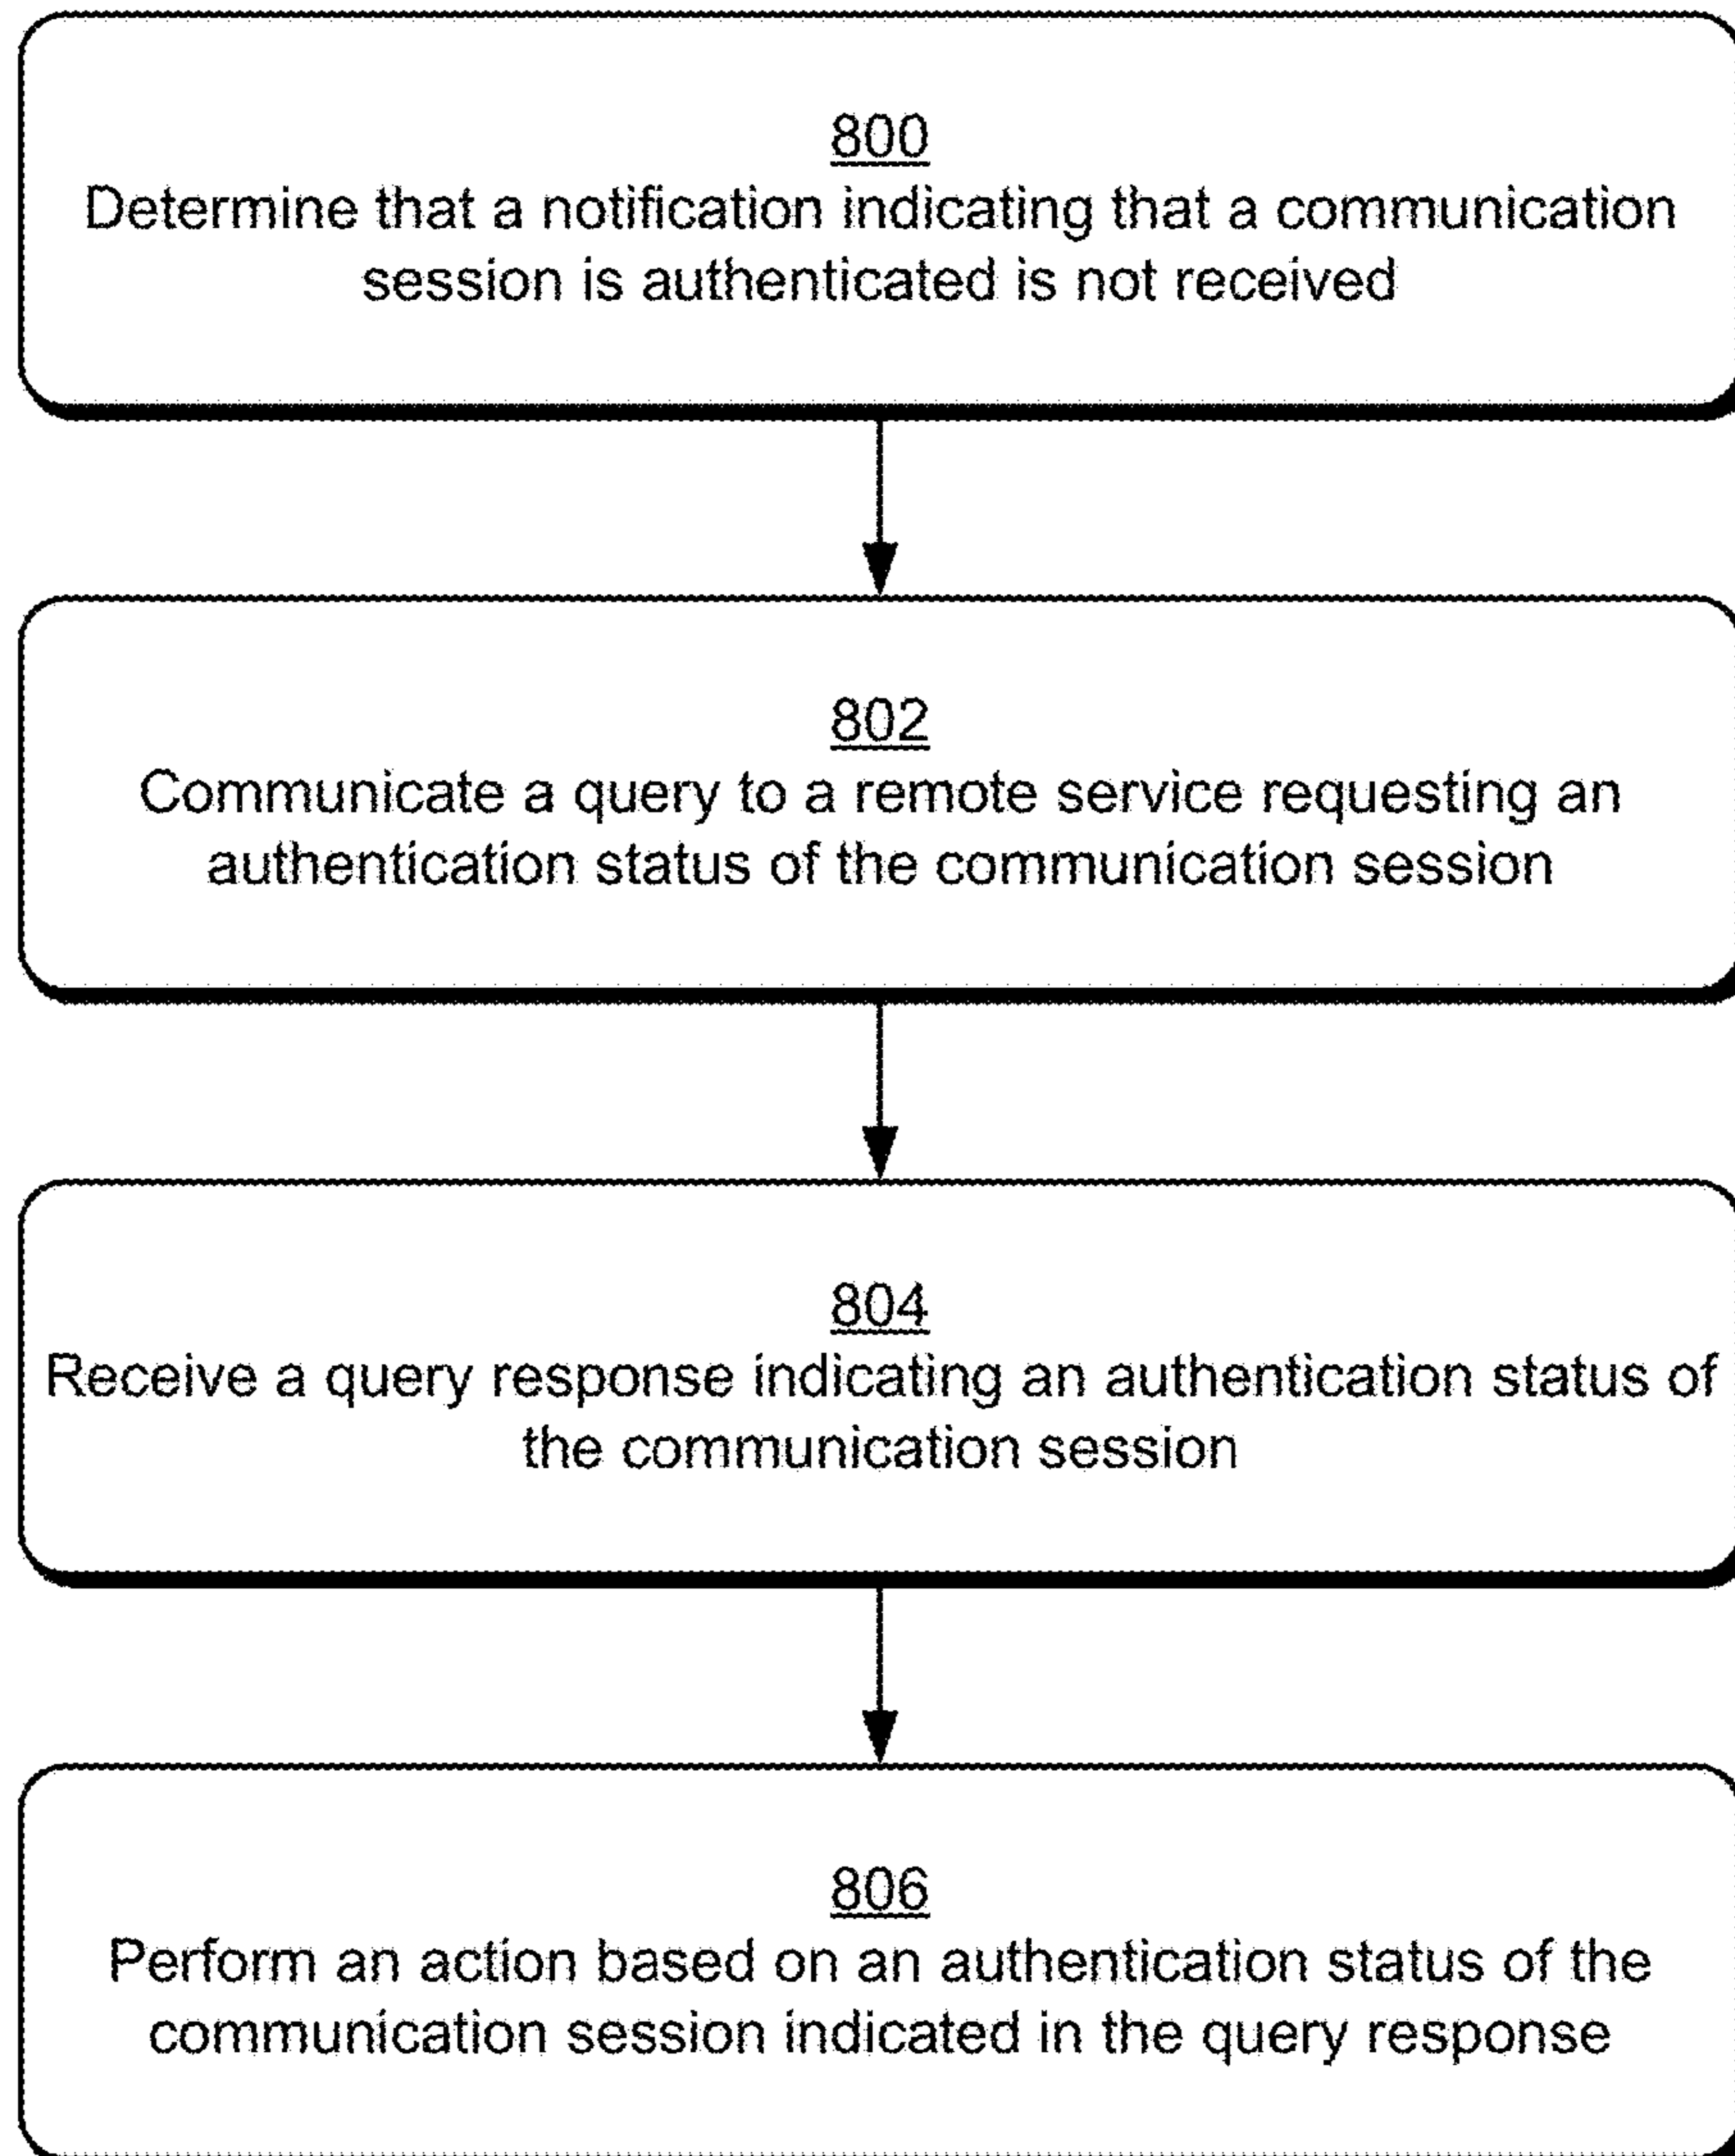 800
Determine that a notification indicating that a communication
session is authenticated is not received
802
Communicate a query to a remote service requesting an
authentication status of the communication session
804
Receive a query response indicating an authentication status of
the communication session
806
Perform an action based on an authentication status of the
communication session indicated in the query response